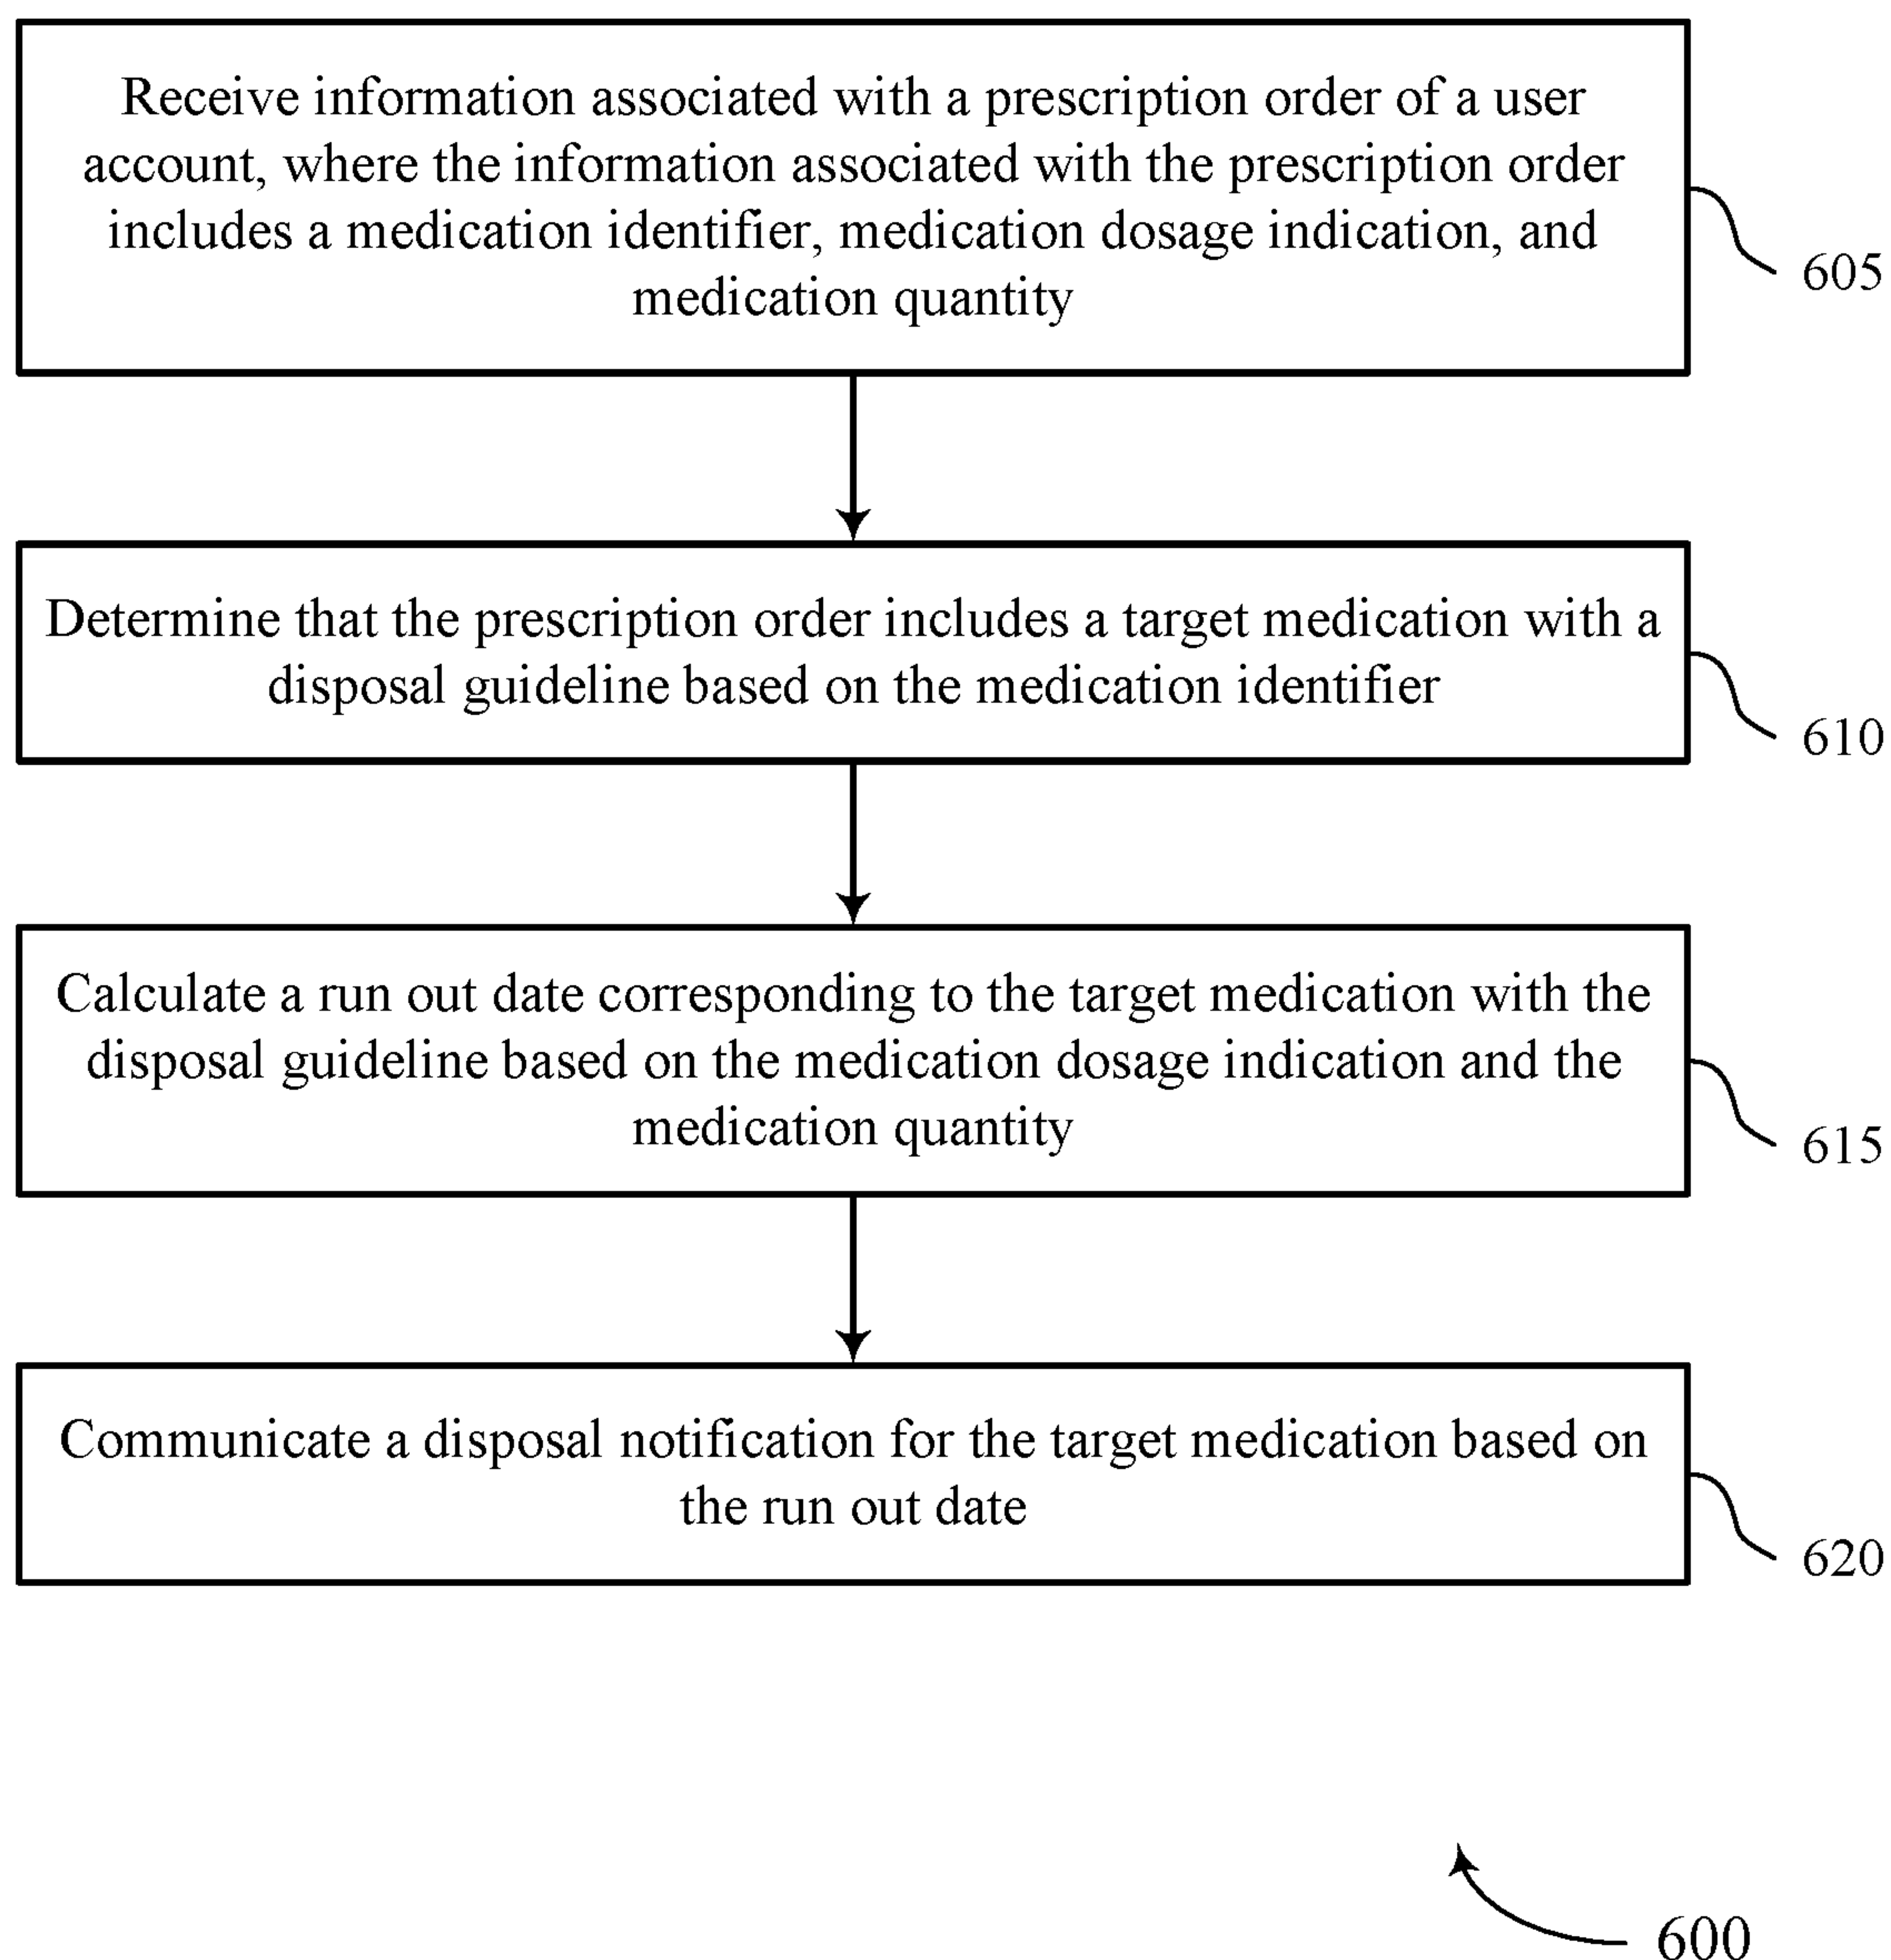 Receive information associated with a prescription order of a user
account, where the information associated with the prescription order
includes a medication identifier, medication dosage indication, and
medication quantity
605
Determine that the prescription order includes a target medication with a
disposal guideline based on the medication identifier
610
Calculate a run out date corresponding to the target medication with the
disposal guideline based on the medication dosage indication and the
medication quantity
615
Communicate a disposal notification for the target medication based on
the run out date
620
600